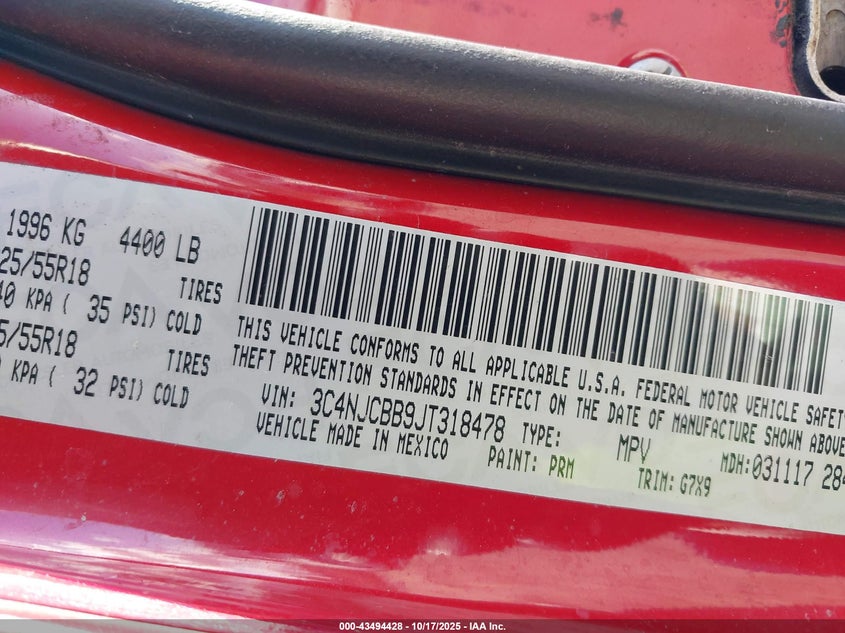 1996 KG 4400 LB
25/55R18 TIRES
40 KPA ( 35 PSI) COLD
5/55R18 TIRES
KPA ( 32 PSI) COLD
THIS VEHICLE CONFORMS TO ALL APPLICABLE U.S.A. FEDERAL MOTOR VEHICLE SAFETY
THEFT PREVENTION STANDARDS IN EFFECT ON THE DATE OF MANUFACTURE SHOWN ABOVE
VIN: 3C4NJCBB9JT318478 TYPE: MPV MDH:031117 284
VEHICLE MADE IN MEXICO PAINT: PRM TRIM: G7X9
000-43494428 - 10/17/2025 - IAA Inc.